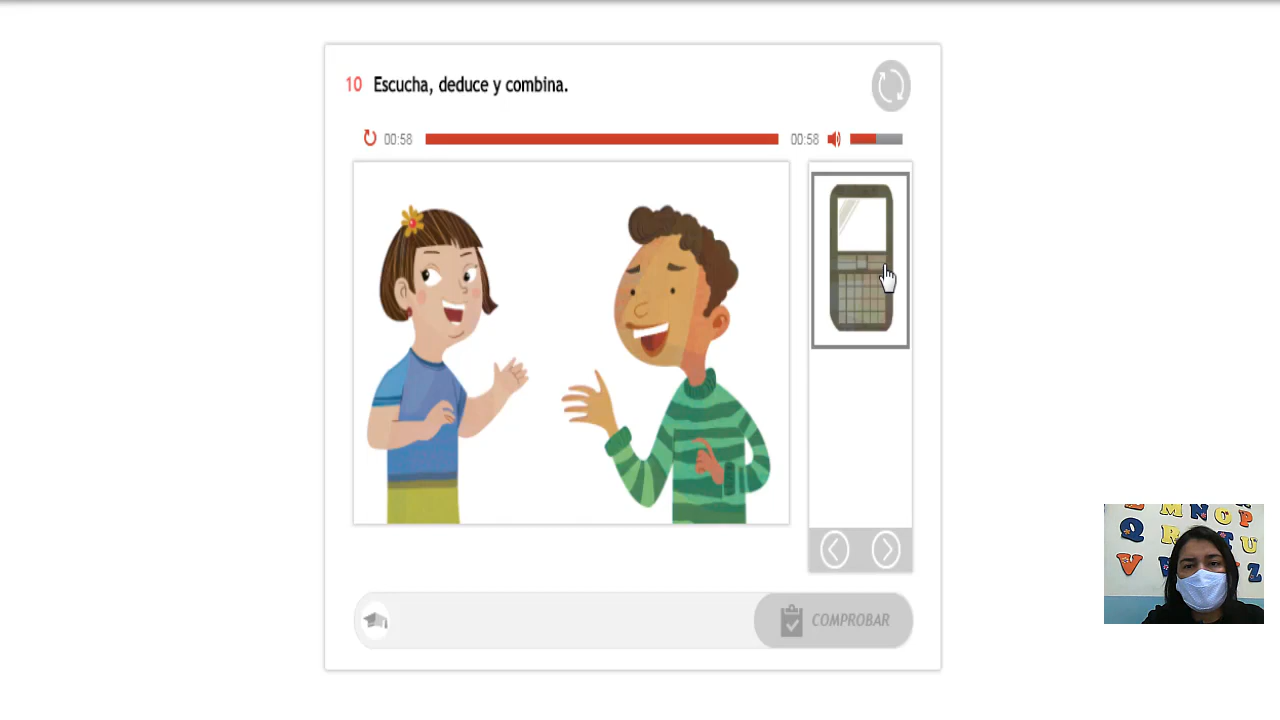 10 Escucha, deduce y combina.
00:58 00:58
COMPROBAR
M N O P
Q R U
V Z